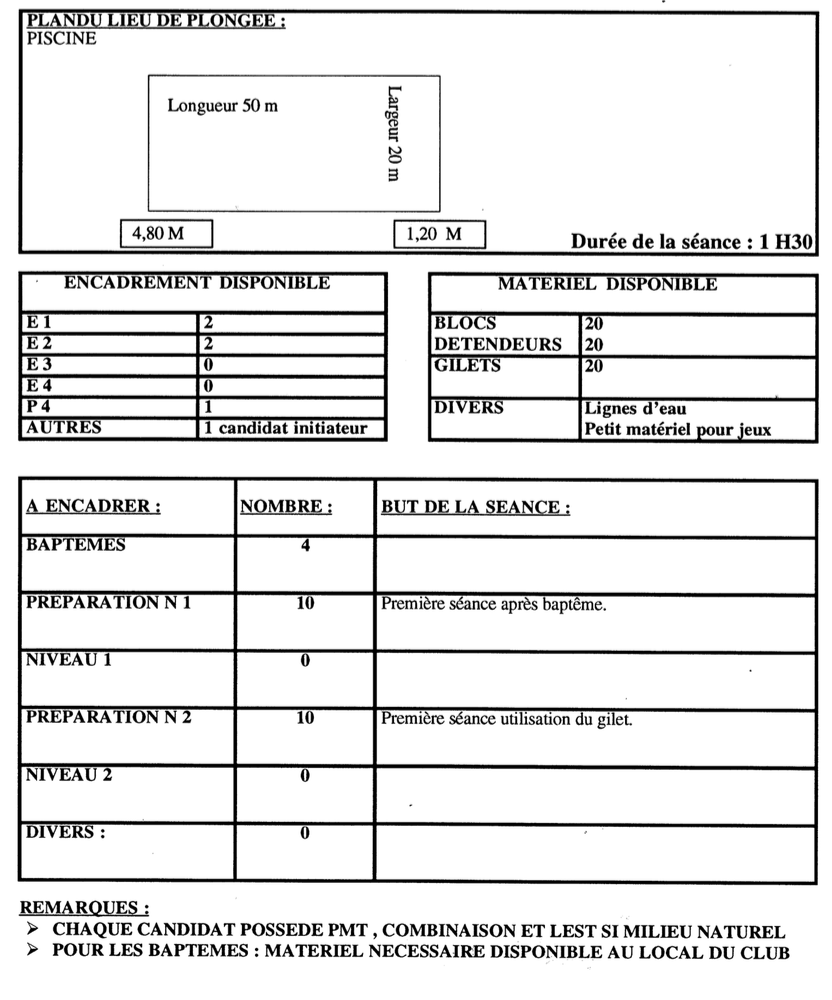 PLANDU LIEU DE PLONGEE :
PISCINE
Longueur 50 m
Largeur 20 m
4,80 M
1,20 M
Durée de la séance : 1 H30
ENCADREMENT DISPONIBLE
E 1 2
E 2 2
E 3 0
E 4 0
P 4 1
AUTRES 1 candidat initiateur
MATERIEL DISPONIBLE
BLOCS 20
DETENDEURS 20
GILETS 20
DIVERS Lignes d'eau
Petit matériel pour jeux
A ENCADRER : NOMBRE : BUT DE LA SEANCE :
BAPTEMES 4
PREPARATION N 1 10 Première séance après baptême.
NIVEAU 1 0
PREPARATION N 2 10 Première séance utilisation du gilet.
NIVEAU 2 0
DIVERS : 0
REMARQUES :
➢ CHAQUE CANDIDAT POSSEDE PMT , COMBINAISON ET LEST SI MILIEU NATUREL
➢ POUR LES BAPTEMES : MATERIEL NECESSAIRE DISPONIBLE AU LOCAL DU CLUB